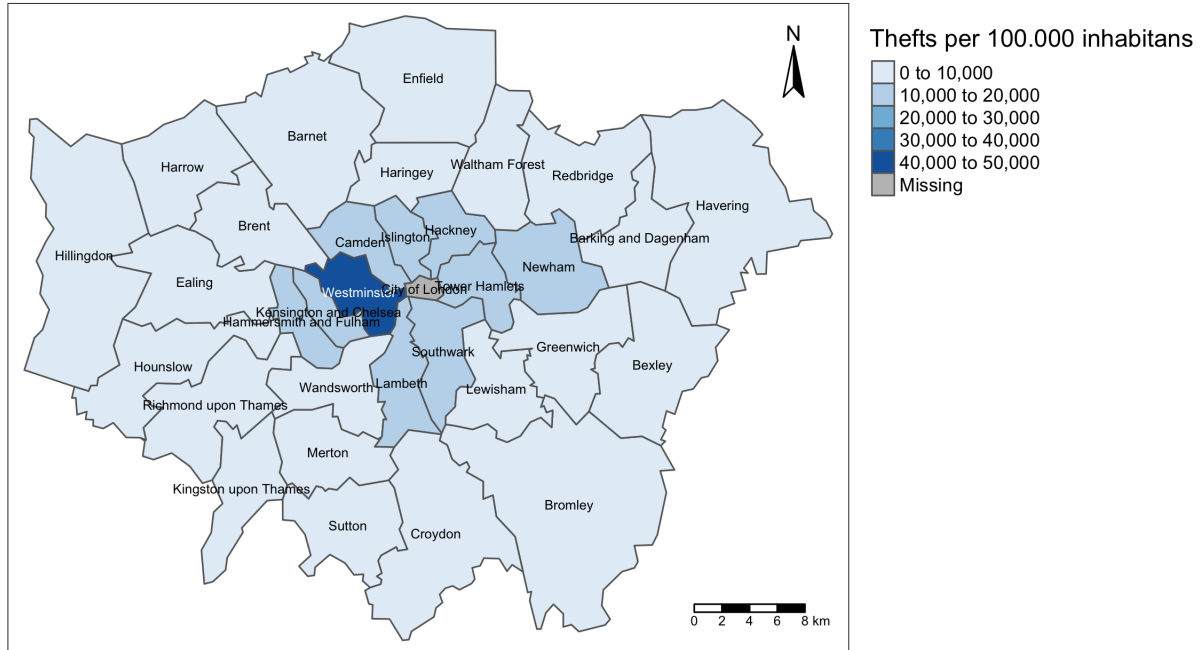 N
Thefts per 100.000 inhabitans
0 to 10,000
10,000 to 20,000
20,000 to 30,000
30,000 to 40,000
40,000 to 50,000
Missing
Enfield
Barnet
Harrow
Haringey
Waltham Forest
Redbridge
Havering
Brent
Camden
Islington
Hackney
Barking and Dagenham
Hillingdon
Ealing
Newham
Westminster
City of London
Tower Hamlets
Kensington and Chelsea
Hammersmith and Fulham
Hounslow
Southwark
Greenwich
Bexley
Wandsworth
Lambeth
Lewisham
Richmond upon Thames
Merton
Kingston upon Thames
Bromley
Sutton
Croydon
0 2 4 6 8 km